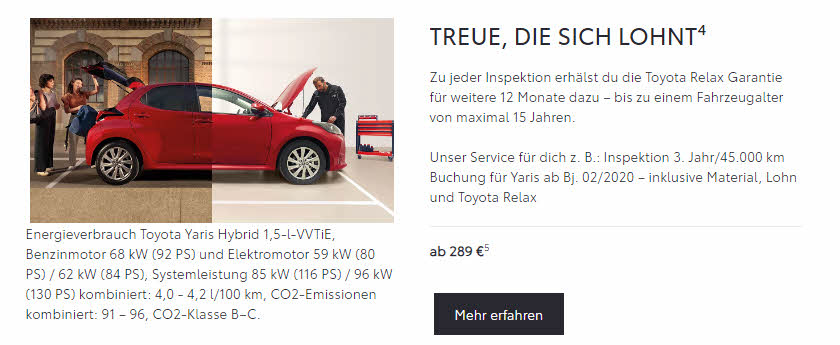 TREUE, DIE SICH LOHNT⁴
Zu jeder Inspektion erhälst du die Toyota Relax Garantie
für weitere 12 Monate dazu – bis zu einem Fahrzeugalter
von maximal 15 Jahren.
Unser Service für dich z. B.: Inspektion 3. Jahr/45.000 km
Buchung für Yaris ab Bj. 02/2020 – inklusive Material, Lohn
und Toyota Relax
ab 289 €⁵
Mehr erfahren
Energieverbrauch Toyota Yaris Hybrid 1,5-l-VVTiE,
Benzinmotor 68 kW (92 PS) und Elektromotor 59 kW (80
PS) / 62 kW (84 PS), Systemleistung 85 kW (116 PS) / 96 kW
(130 PS) kombiniert: 4,0 - 4,2 l/100 km, CO2-Emissionen
kombiniert: 91 – 96, CO2-Klasse B–C.